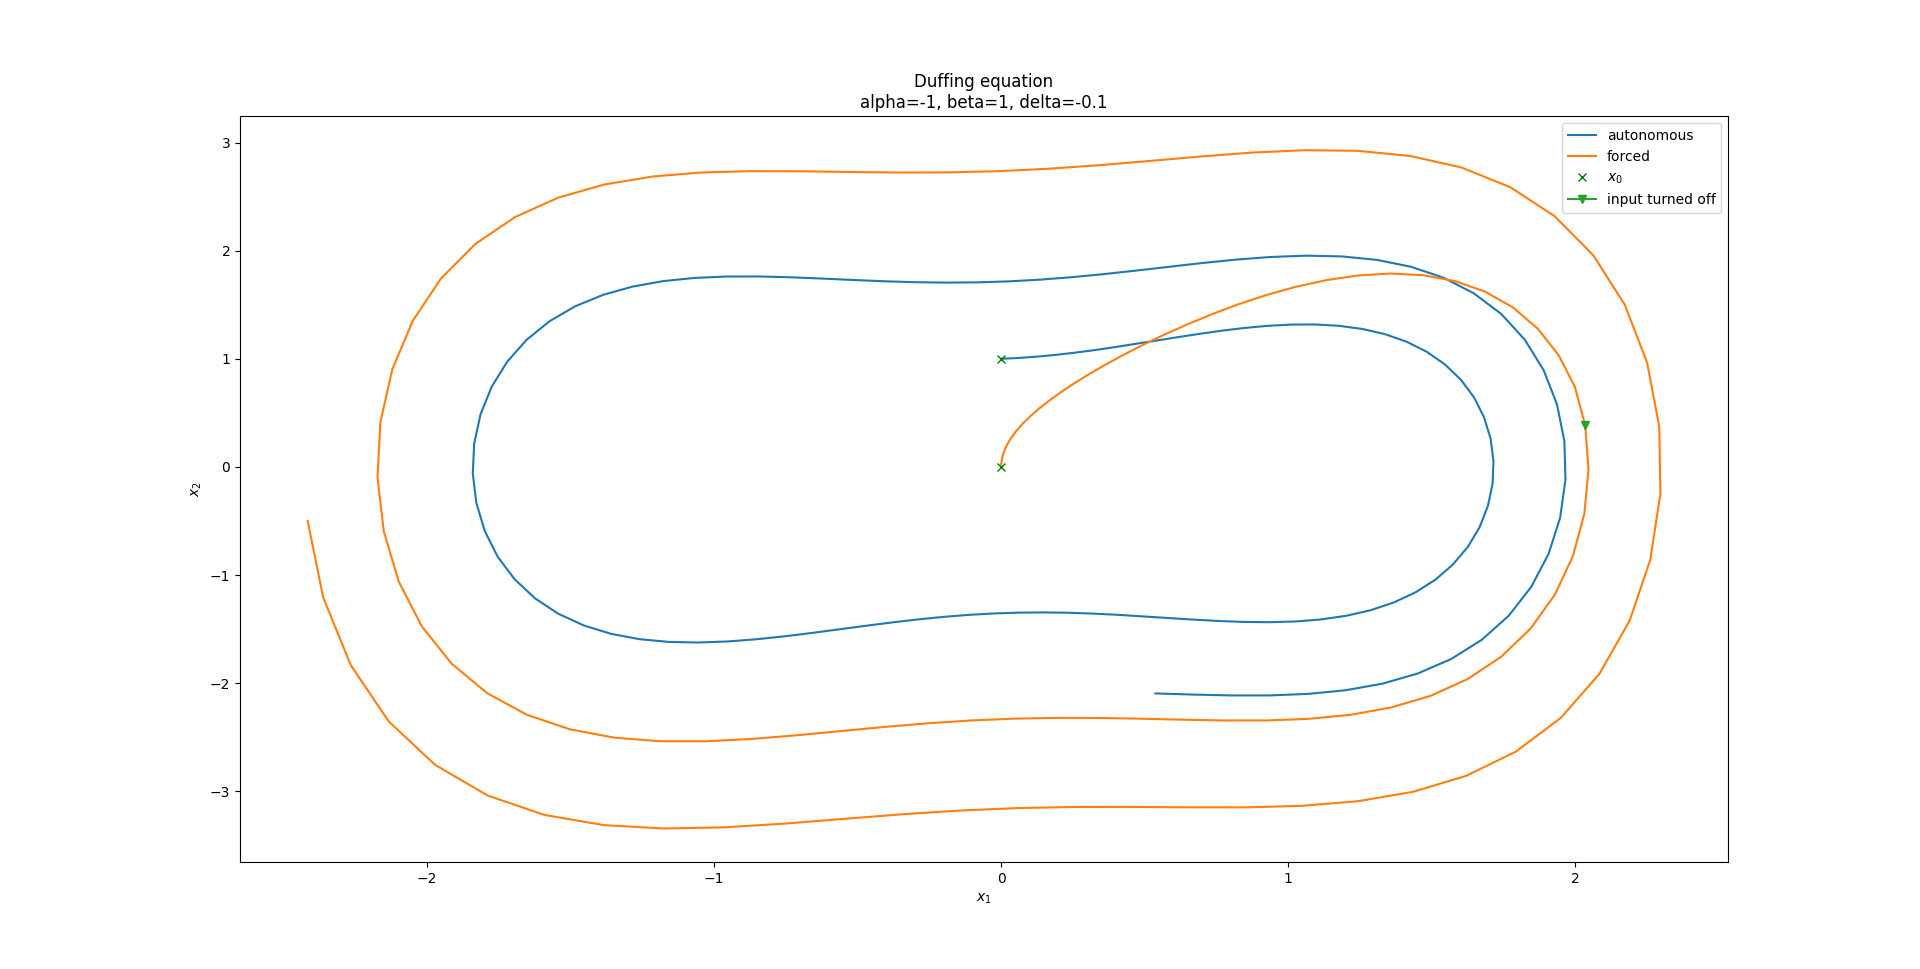 Duffing equation
alpha=-1, beta=1, delta=-0.1
autonomous
forced
x₀
input turned off
3
2
1
0
−1
−2
−3
x₂
−2
−1
0
1
2
x₁